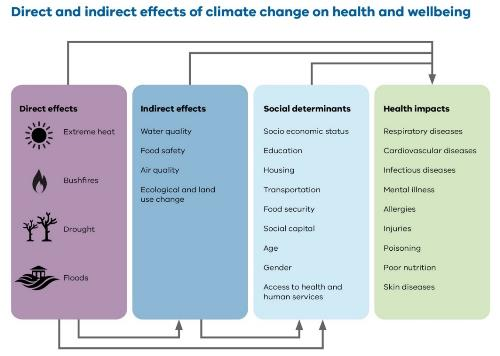 Direct and indirect effects of climate change on health and wellbeing
Direct effects
Extreme heat
Bushfires
Drought
Floods
Indirect effects
Water quality
Food safety
Air quality
Ecological and land
use change
Social determinants
Socio economic status
Education
Housing
Transportation
Food security
Social capital
Age
Gender
Access to health and
human services
Health impacts
Respiratory diseases
Cardiovascular diseases
Infectious diseases
Mental illness
Allergies
Injuries
Poisoning
Poor nutrition
Skin diseases